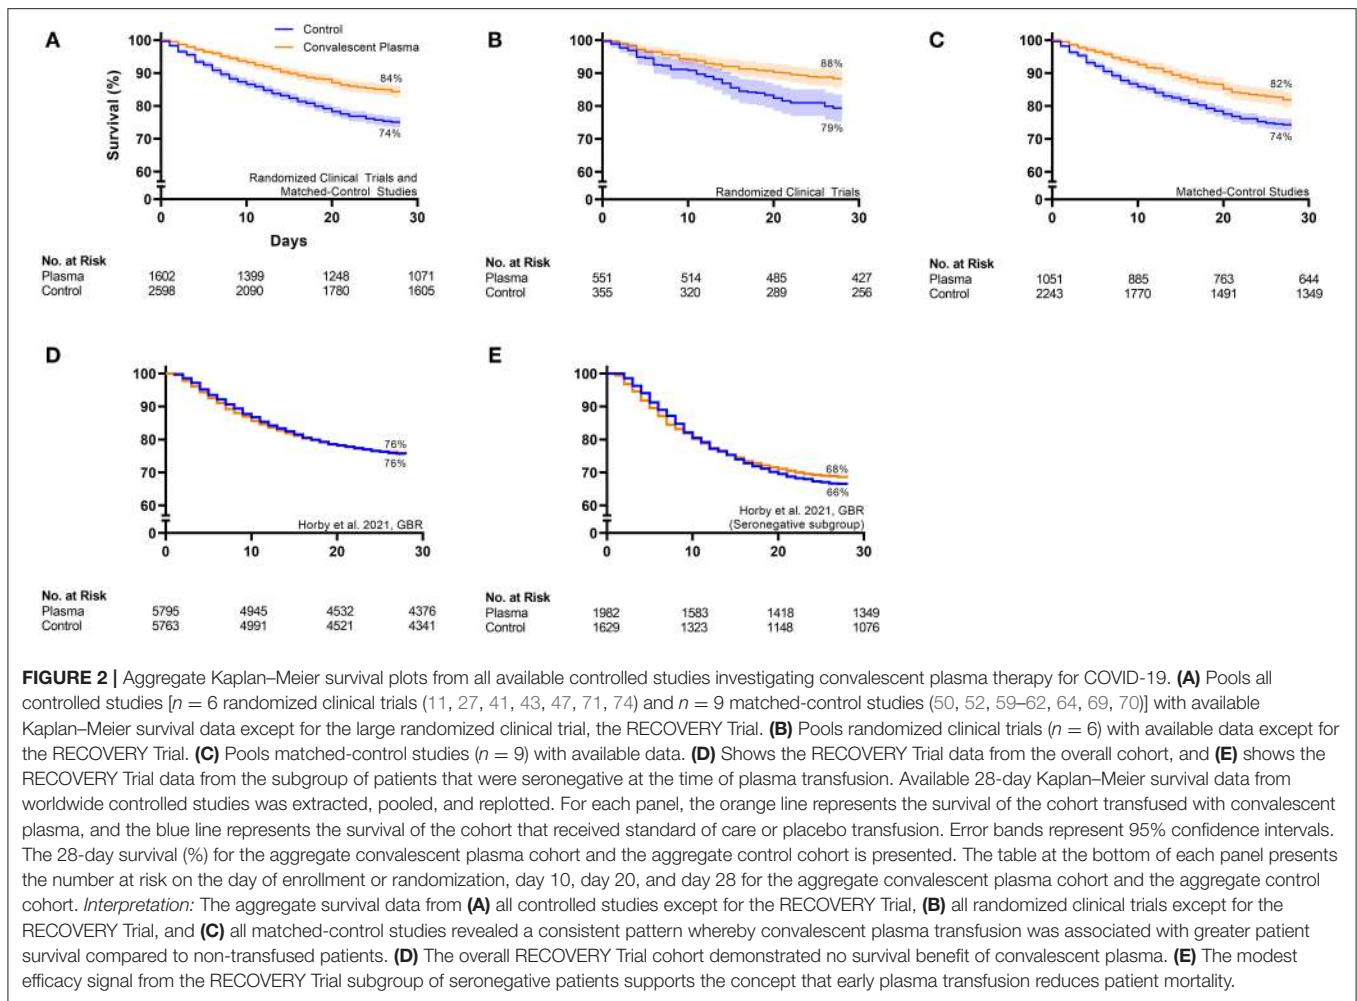 A
Control
Convalescent Plasma
Survival (%)
100
90
80
70
60
0
84%
74%
Randomized Clinical Trials and
Matched-Control Studies
0 10 20 30
Days
No. at Risk
Plasma 1602 1399 1248 1071
Control 2598 2090 1780 1605
B
100
90
80
70
60
0
88%
79%
Randomized Clinical Trials
0 10 20 30
No. at Risk
Plasma 551 514 485 427
Control 355 320 289 256
C
100
90
80
70
60
0
82%
74%
Matched-Control Studies
0 10 20 30
No. at Risk
Plasma 1051 885 763 644
Control 2243 1770 1491 1349
D
100
90
80
70
60
0
76%
76%
Horby et al. 2021, GBR
0 10 20 30
No. at Risk
Plasma 5795 4945 4532 4376
Control 5763 4991 4521 4341
E
100
90
80
70
60
0
68%
66%
Horby et al. 2021, GBR
(Seronegative subgroup)
0 10 20 30
No. at Risk
Plasma 1982 1583 1418 1349
Control 1629 1323 1148 1076
FIGURE 2 | Aggregate Kaplan–Meier survival plots from all available controlled studies investigating convalescent plasma therapy for COVID-19. (A) Pools all
controlled studies [n = 6 randomized clinical trials (11, 27, 41, 43, 47, 71, 74) and n = 9 matched-control studies (50, 52, 59–62, 64, 69, 70)] with available
Kaplan–Meier survival data except for the large randomized clinical trial, the RECOVERY Trial. (B) Pools randomized clinical trials (n = 6) with available data except for
the RECOVERY Trial. (C) Pools matched-control studies (n = 9) with available data. (D) Shows the RECOVERY Trial data from the overall cohort, and (E) shows the
RECOVERY Trial data from the subgroup of patients that were seronegative at the time of plasma transfusion. Available 28-day Kaplan–Meier survival data from
worldwide controlled studies was extracted, pooled, and replotted. For each panel, the orange line represents the survival of the cohort transfused with convalescent
plasma, and the blue line represents the survival of the cohort that received standard of care or placebo transfusion. Error bands represent 95% confidence intervals.
The 28-day survival (%) for the aggregate convalescent plasma cohort and the aggregate control cohort is presented. The table at the bottom of each panel presents
the number at risk on the day of enrollment or randomization, day 10, day 20, and day 28 for the aggregate convalescent plasma cohort and the aggregate control
cohort. Interpretation: The aggregate survival data from (A) all controlled studies except for the RECOVERY Trial, (B) all randomized clinical trials except for the
RECOVERY Trial, and (C) all matched-control studies revealed a consistent pattern whereby convalescent plasma transfusion was associated with greater patient
survival compared to non-transfused patients. (D) The overall RECOVERY Trial cohort demonstrated no survival benefit of convalescent plasma. (E) The modest
efficacy signal from the RECOVERY Trial subgroup of seronegative patients supports the concept that early plasma transfusion reduces patient mortality.